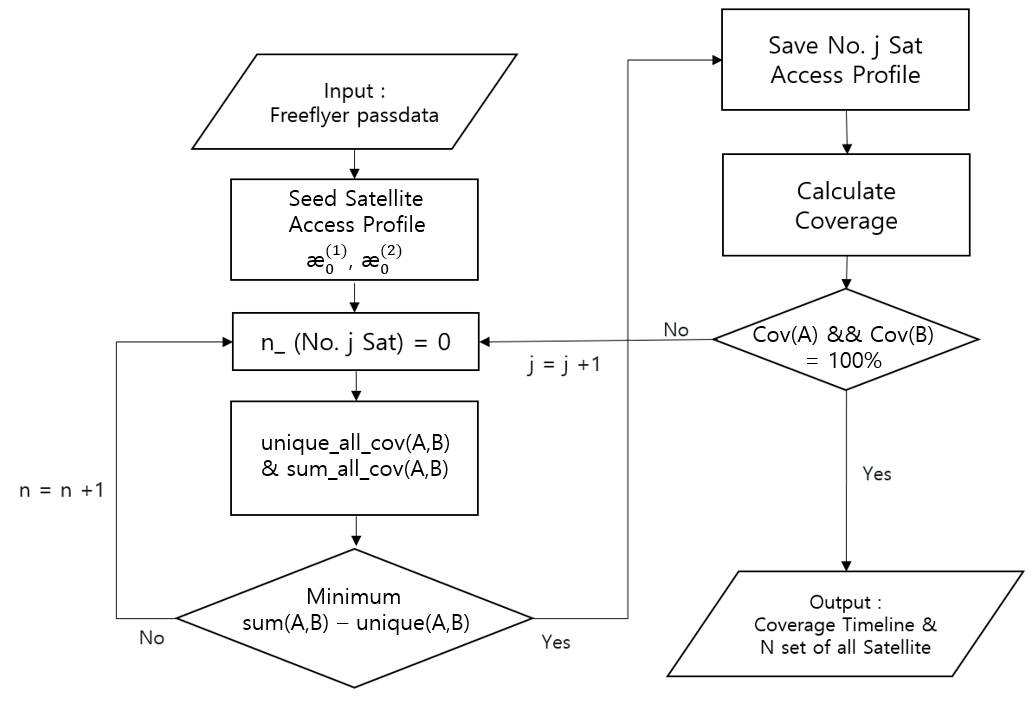 Input :
Freeflyer passdata
Seed Satellite
Access Profile
æ₀⁽¹⁾, æ₀⁽²⁾
n_ (No. j Sat) = 0
unique_all_cov(A,B)
& sum_all_cov(A,B)
n = n +1
Minimum
sum(A,B) – unique(A,B)
No
Yes
Save No. j Sat
Access Profile
Calculate
Coverage
Cov(A) && Cov(B)
= 100%
No
j = j +1
Yes
Output :
Coverage Timeline &
N set of all Satellite